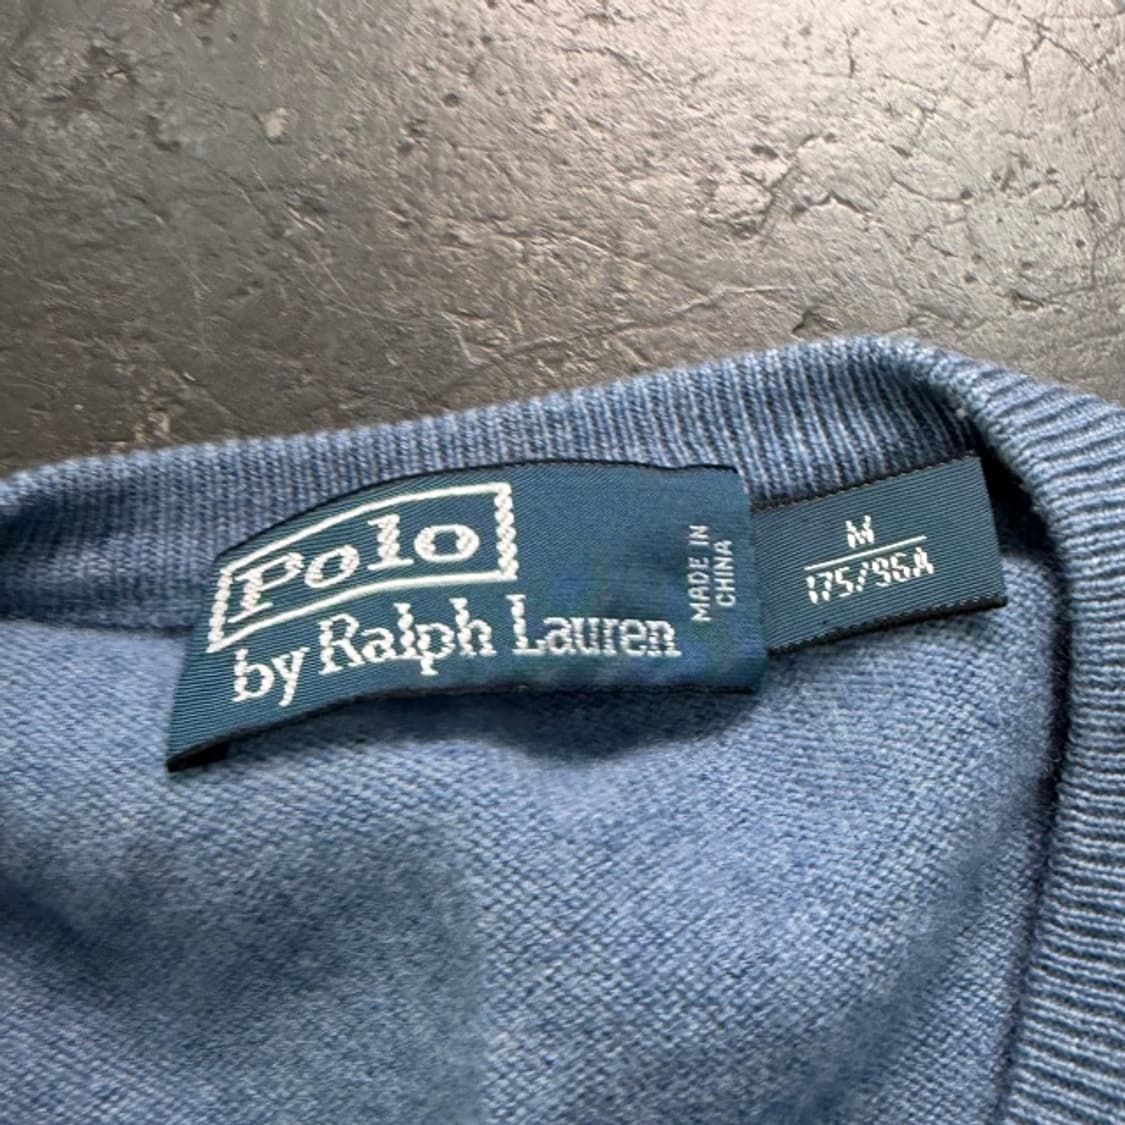 Polo
by Ralph Lauren
MADE IN
CHINA
M
175/96A